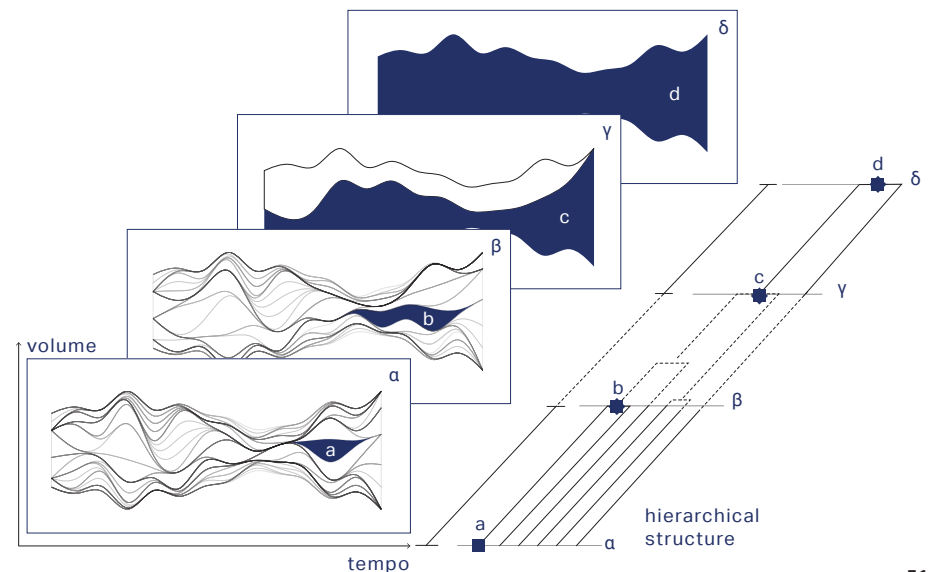 δ
d
γ
c
d
δ
β
c
γ
b
volume
α
b
β
a
a
hierarchical
structure
α
tempo